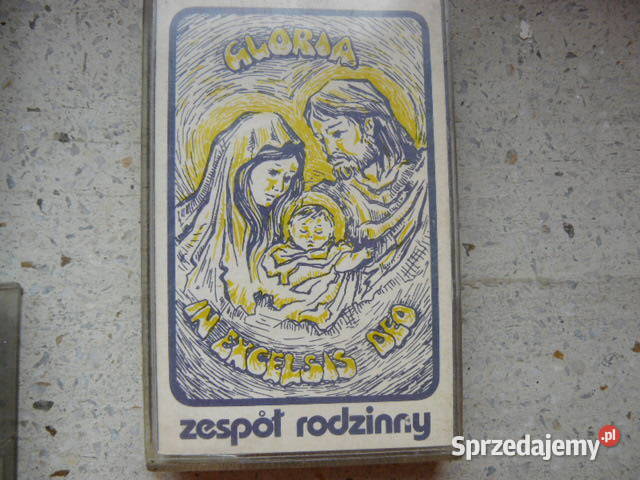 GLORIA
IN EXCELSIS DEO
zespół rodzinny
Sprzedajemy.pl